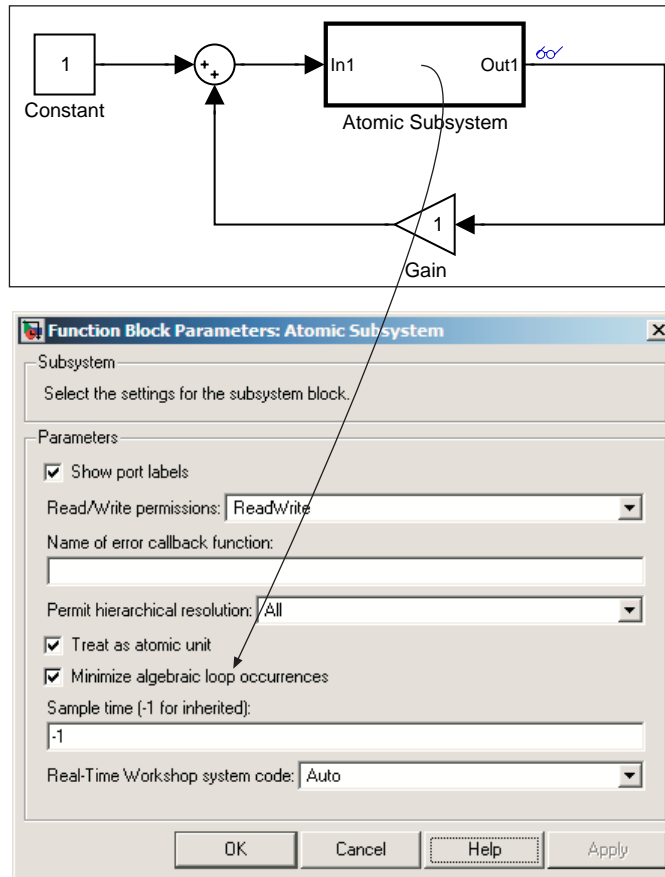 1
Constant
+
+
In1
Out1
Atomic Subsystem
1
Gain
Function Block Parameters: Atomic Subsystem
Subsystem
Select the settings for the subsystem block.
Parameters
Show port labels
Read/Write permissions: ReadWrite
Name of error callback function:
Permit hierarchical resolution: All
Treat as atomic unit
Minimize algebraic loop occurrences
Sample time (-1 for inherited):
-1
Real-Time Workshop system code: Auto
OK Cancel Help Apply